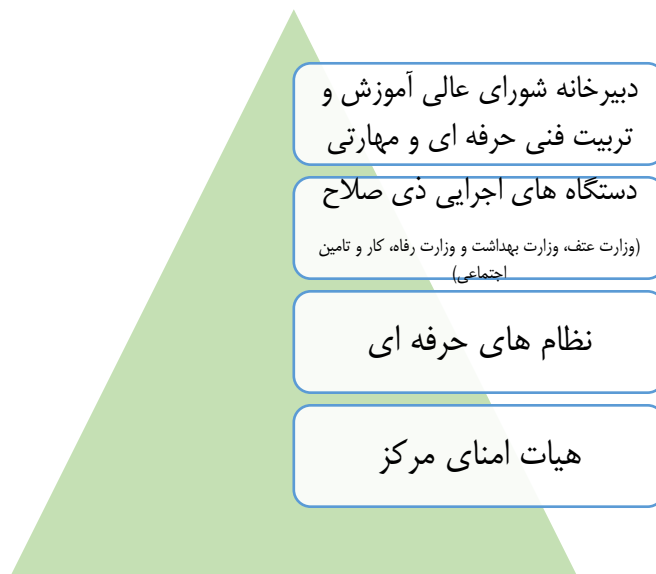 دبیرخانه شورای عالی آموزش و
تربیت فنی حرفه ای و مهارتی
دستگاه های اجرایی ذی صلاح
(وزارت عتف، وزارت بهداشت و وزارت رفاه، کار و تامین
اجتماعی)
نظام های حرفه ای
هیات امنای مرکز